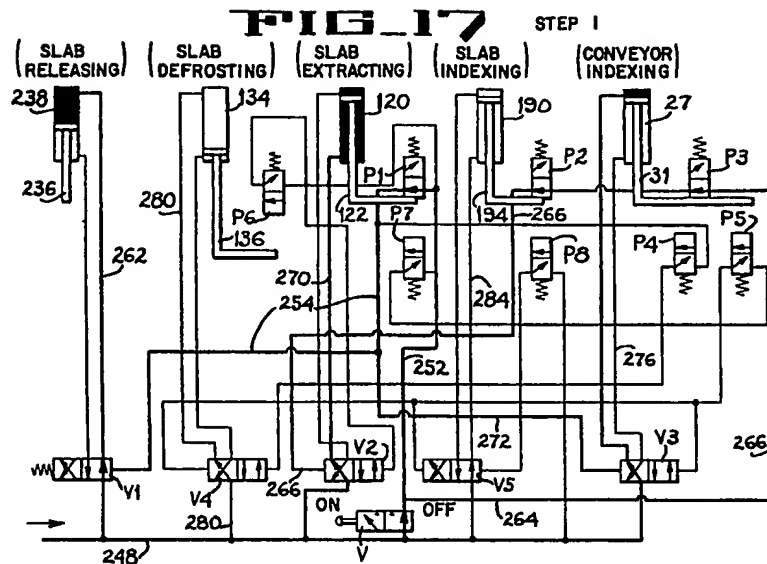 FIG_17 STEP 1
(SLAB RELEASING) (SLAB DEFROSTING) (SLAB EXTRACTING) (SLAB INDEXING) (CONVEYOR INDEXING)
238 134 120 190 27
P1 P2 P3
236 280 P6 122 194 266 31
262 136 P7 P8 P4 P5
270 284
254 252 276
272
V1 V4 266 V2 V5 V3 266
280 ON OFF 264
248 V